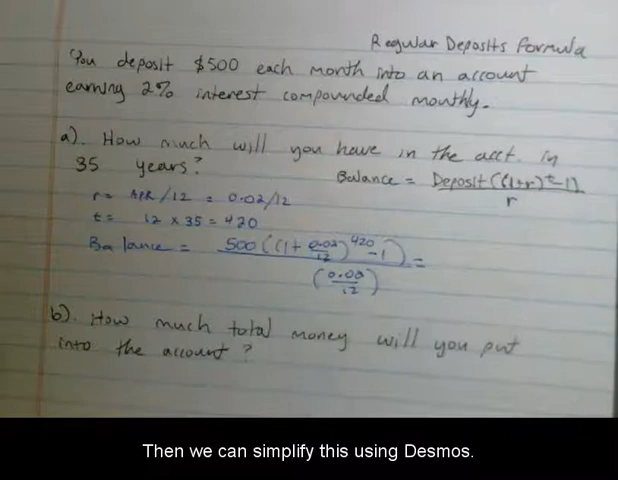 Regular Deposits formula
You deposit $500 each month into an account
earning 2% interest compounded monthly.
a). How much will you have in the acct. in
35 years?
Balance = Deposit((1+r)^t-1)
r
r = APR/12 = 0.02/12
t = 12 x 35 = 420
Balance = 500((1+ 0.02/12)^420 -1) =
(0.02/12)
b). How much total money will you put
into the account?
Then we can simplify this using Desmos.